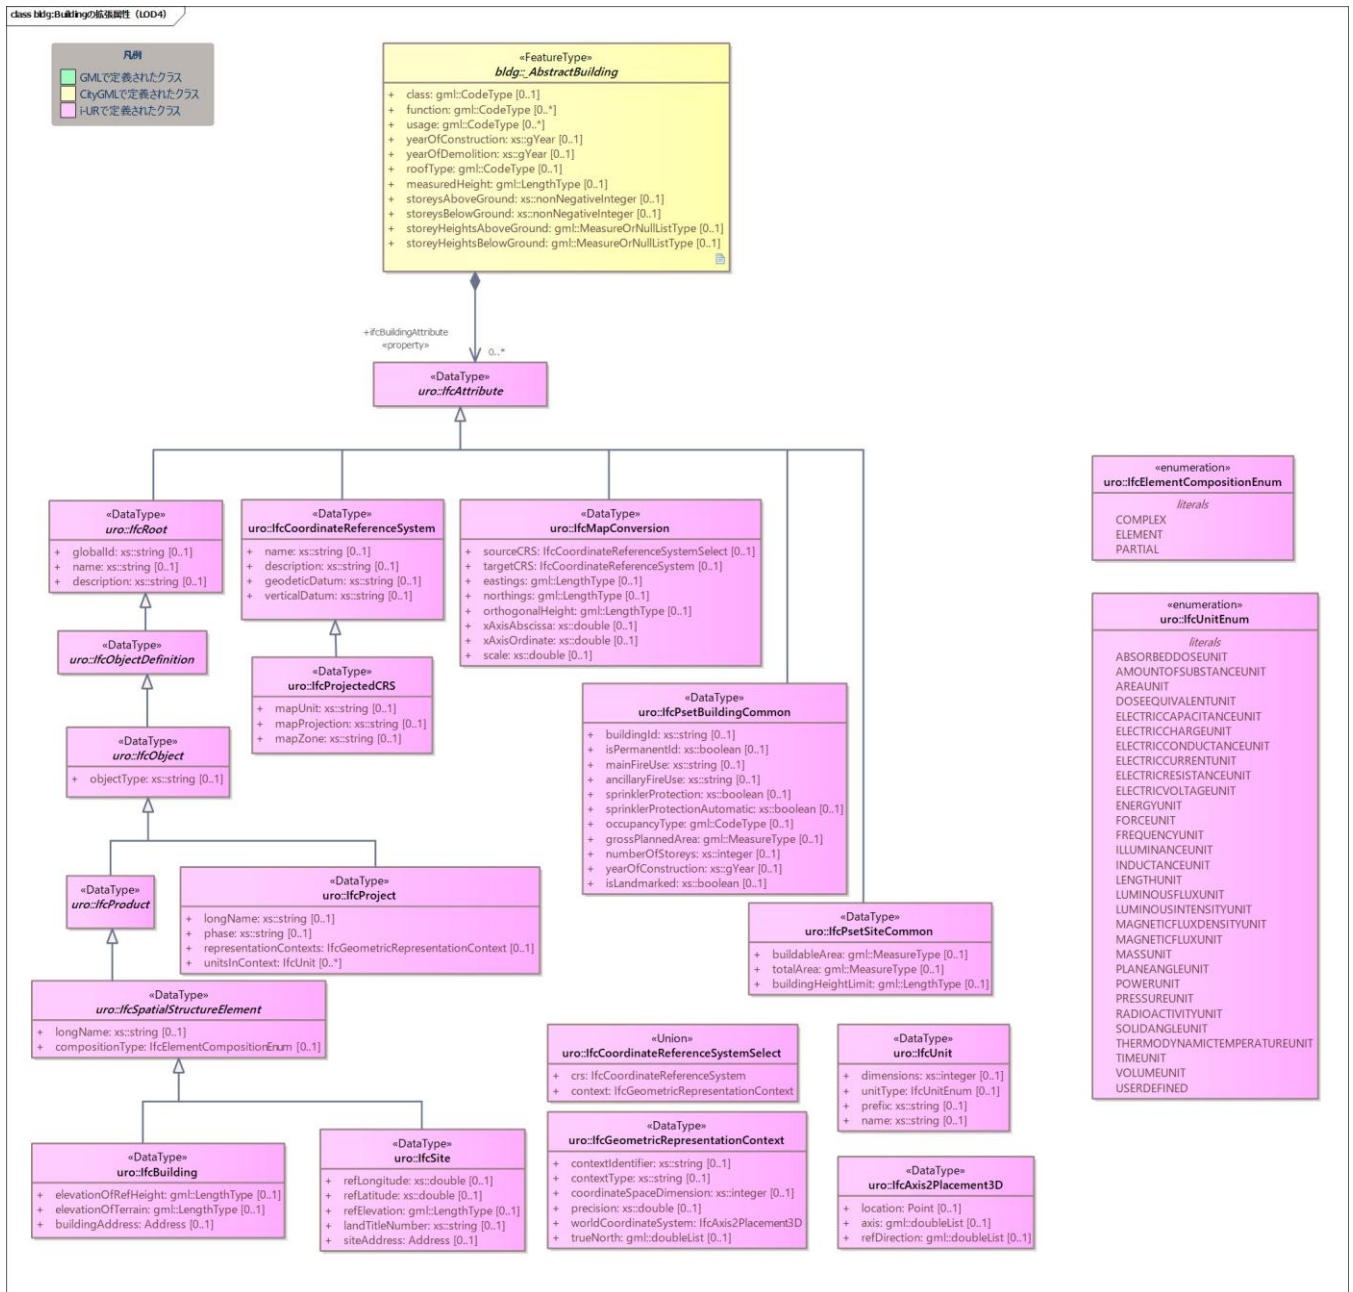 class bldg:Buildingの拡張属性（LOD4）
凡例
GMLで定義されたクラス
CityGMLで定義されたクラス
i-URで定義されたクラス
«FeatureType»
bldg::_AbstractBuilding
+ class: gml::CodeType [0..1]
+ function: gml::CodeType [0..*]
+ usage: gml::CodeType [0..*]
+ yearOfConstruction: xs::gYear [0..1]
+ yearOfDemolition: xs::gYear [0..1]
+ roofType: gml::CodeType [0..1]
+ measuredHeight: gml::LengthType [0..1]
+ storeysAboveGround: xs::nonNegativeInteger [0..1]
+ storeysBelowGround: xs::nonNegativeInteger [0..1]
+ storeyHeightsAboveGround: gml::MeasureOrNullListType [0..1]
+ storeyHeightsBelowGround: gml::MeasureOrNullListType [0..1]
+ifcBuildingAttribute
«property»
0..*
«DataType»
uro::IfcAttribute
«DataType»
uro::IfcRoot
+ globalId: xs::string [0..1]
+ name: xs::string [0..1]
+ description: xs::string [0..1]
«DataType»
uro::IfcCoordinateReferenceSystem
+ name: xs::string [0..1]
+ description: xs::string [0..1]
+ geodeticDatum: xs::string [0..1]
+ verticalDatum: xs::string [0..1]
«DataType»
uro::IfcMapConversion
+ sourceCRS: IfcCoordinateReferenceSystemSelect [0..1]
+ targetCRS: IfcCoordinateReferenceSystem [0..1]
+ eastings: gml::LengthType [0..1]
+ northings: gml::LengthType [0..1]
+ orthogonalHeight: gml::LengthType [0..1]
+ xAxisAbscissa: xs::double [0..1]
+ xAxisOrdinate: xs::double [0..1]
+ scale: xs::double [0..1]
«enumeration»
uro::IfcElementCompositionEnum
literals
COMPLEX
ELEMENT
PARTIAL
«DataType»
uro::IfcObjectDefinition
«DataType»
uro::IfcProjectedCRS
+ mapUnit: xs::string [0..1]
+ mapProjection: xs::string [0..1]
+ mapZone: xs::string [0..1]
«DataType»
uro::IfcObject
+ objectType: xs::string [0..1]
«DataType»
uro::IfcPsetBuildingCommon
+ buildingId: xs::string [0..1]
+ isPermanentId: xs::boolean [0..1]
+ mainFireUse: xs::string [0..1]
+ ancillaryFireUse: xs::string [0..1]
+ sprinklerProtection: xs::boolean [0..1]
+ sprinklerProtectionAutomatic: xs::boolean [0..1]
+ occupancyType: gml::CodeType [0..1]
+ grossPlannedArea: gml::MeasureType [0..1]
+ numberOfStoreys: xs::integer [0..1]
+ yearOfConstruction: xs::gYear [0..1]
+ isLandmarked: xs::boolean [0..1]
«enumeration»
uro::IfcUnitEnum
literals
ABSORBEDDOSEUNIT
AMOUNTOFSUBSTANCEUNIT
AREAUNIT
DOSEEQUIVALENTUNIT
ELECTRICCAPACITANCEUNIT
ELECTRICCHARGEUNIT
ELECTRICCONDUCTANCEUNIT
ELECTRICCURRENTUNIT
ELECTRICRESISTANCEUNIT
ELECTRICVOLTAGEUNIT
ENERGYUNIT
FORCEUNIT
FREQUENCYUNIT
ILLUMINANCEUNIT
INDUCTANCEUNIT
LENGTHUNIT
LUMINOUSFLUXUNIT
LUMINOUSINTENSITYUNIT
MAGNETICFLUXDENSITYUNIT
MAGNETICFLUXUNIT
MASSUNIT
PLANEANGLEUNIT
POWERUNIT
PRESSUREUNIT
RADIOACTIVITYUNIT
SOLIDANGLEUNIT
THERMODYNAMICTEMPERATUREUNIT
TIMEUNIT
VOLUMEUNIT
USERDEFINED
«DataType»
uro::IfcProduct
«DataType»
uro::IfcProject
+ longName: xs::string [0..1]
+ phase: xs::string [0..1]
+ representationContexts: IfcGeometricRepresentationContext [0..1]
+ unitsInContext: IfcUnit [0..*]
«DataType»
uro::IfcPsetSiteCommon
+ buildableArea: gml::MeasureType [0..1]
+ totalArea: gml::MeasureType [0..1]
+ buildingHeightLimit: gml::LengthType [0..1]
«DataType»
uro::IfcSpatialStructureElement
+ longName: xs::string [0..1]
+ compositionType: IfcElementCompositionEnum [0..1]
«Union»
uro::IfcCoordinateReferenceSystemSelect
+ crs: IfcCoordinateReferenceSystem
+ context: IfcGeometricRepresentationContext
«DataType»
uro::IfcUnit
+ dimensions: xs::integer [0..1]
+ unitType: IfcUnitEnum [0..1]
+ prefix: xs::string [0..1]
+ name: xs::string [0..1]
«DataType»
uro::IfcBuilding
+ elevationOfRefHeight: gml::LengthType [0..1]
+ elevationOfTerrain: gml::LengthType [0..1]
+ buildingAddress: Address [0..1]
«DataType»
uro::IfcSite
+ refLongitude: xs::double [0..1]
+ refLatitude: xs::double [0..1]
+ refElevation: gml::LengthType [0..1]
+ landTitleNumber: xs::string [0..1]
+ siteAddress: Address [0..1]
«DataType»
uro::IfcGeometricRepresentationContext
+ contextIdentifier: xs::string [0..1]
+ contextType: xs::string [0..1]
+ coordinateSpaceDimension: xs::integer [0..1]
+ precision: xs::double [0..1]
+ worldCoordinateSystem: IfcAxis2Placement3D
+ trueNorth: gml::doubleList [0..1]
«DataType»
uro::IfcAxis2Placement3D
+ location: Point [0..1]
+ axis: gml::doubleList [0..1]
+ refDirection: gml::doubleList [0..1]